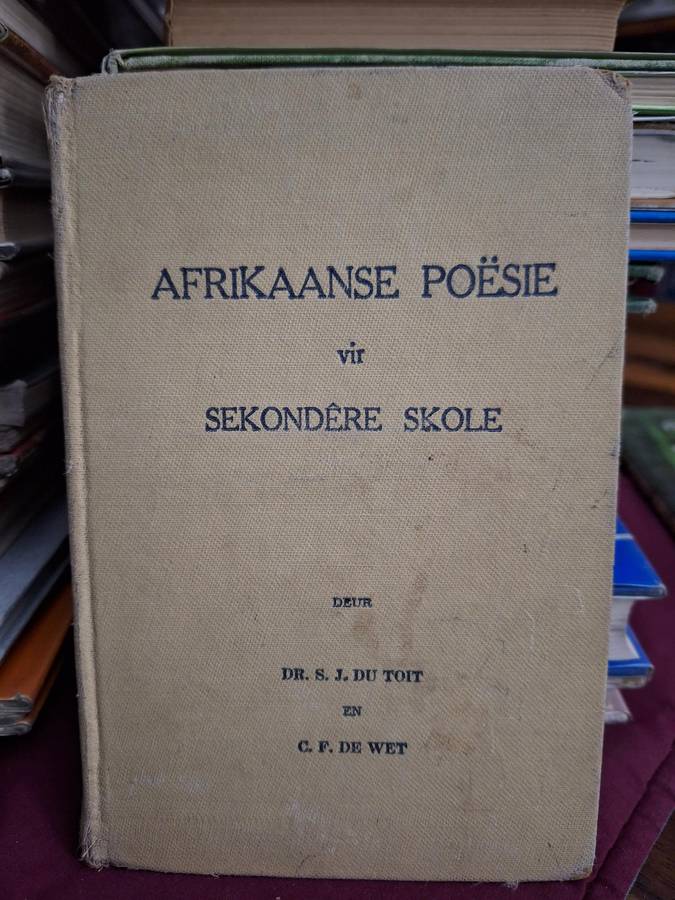 AFRIKAANSE POËSIE
vir
SEKONDÊRE SKOLE
DEUR
DR. S. J. DU TOIT
EN
C. F. DE WET